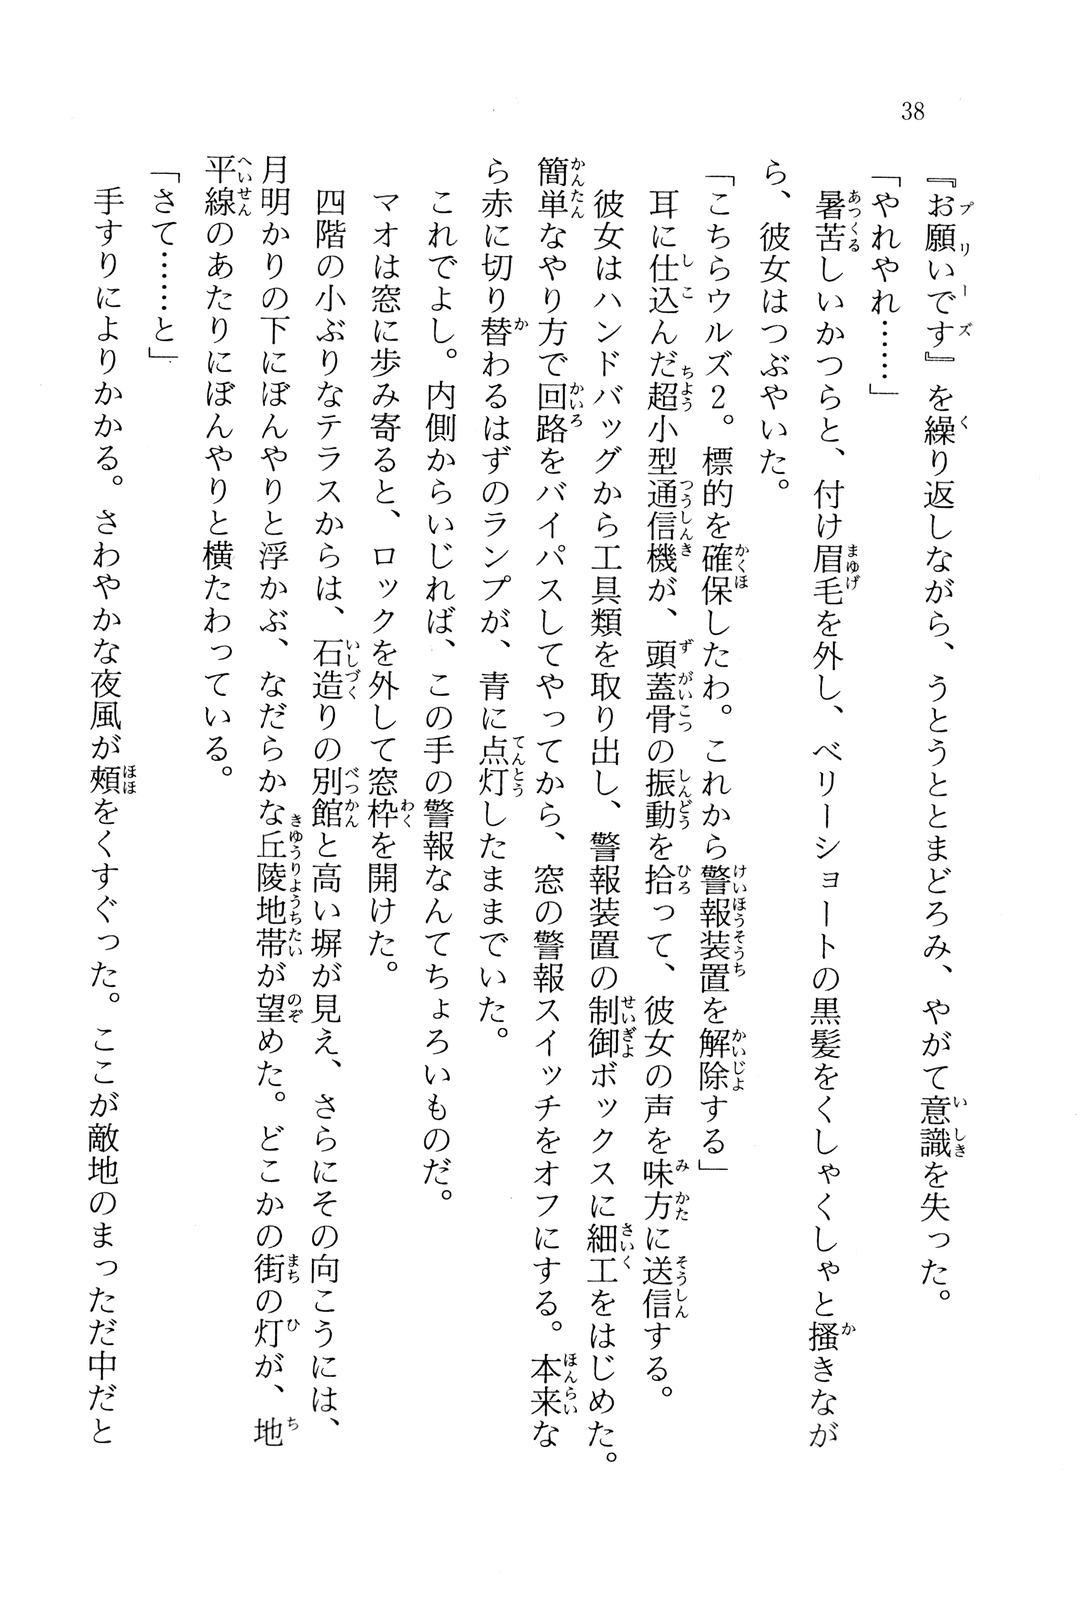 38
『お願いです』を繰り返しながら、うとうととまどろみ、やがて意識を失った。
「やれやれ……」
暑苦しいかつらと、付け眉毛を外し、ベリーショートの黒髪をくしゃくしゃと掻きなが
ら、彼女はつぶやいた。
「こちらウルズ2。標的を確保したわ。これから警報装置を解除する」
耳に仕込んだ超小型通信機が、頭蓋骨の振動を拾って、彼女の声を味方に送信する。
彼女はハンドバッグから工具類を取り出し、警報装置の制御ボックスに細工をはじめた。
簡単なやり方で回路をバイパスしてやってから、窓の警報スイッチをオフにする。本来な
ら赤に切り替わるはずのランプが、青に点灯したままでいた。
これでよし。内側からいじれば、この手の警報なんてちょろいものだ。
マオは窓に歩み寄ると、ロックを外して窓枠を開けた。
四階の小ぶりなテラスからは、石造りの別館と高い塀が見え、さらにその向こうには、
月明かりの下にぼんやりと浮かぶ、なだらかな丘陵地帯が望めた。どこかの街の灯が、地
平線のあたりにぼんやりと横たわっている。
「さて……と」
手すりによりかかる。さわやかな夜風が頰をくすぐった。ここが敵地のまっただ中だと